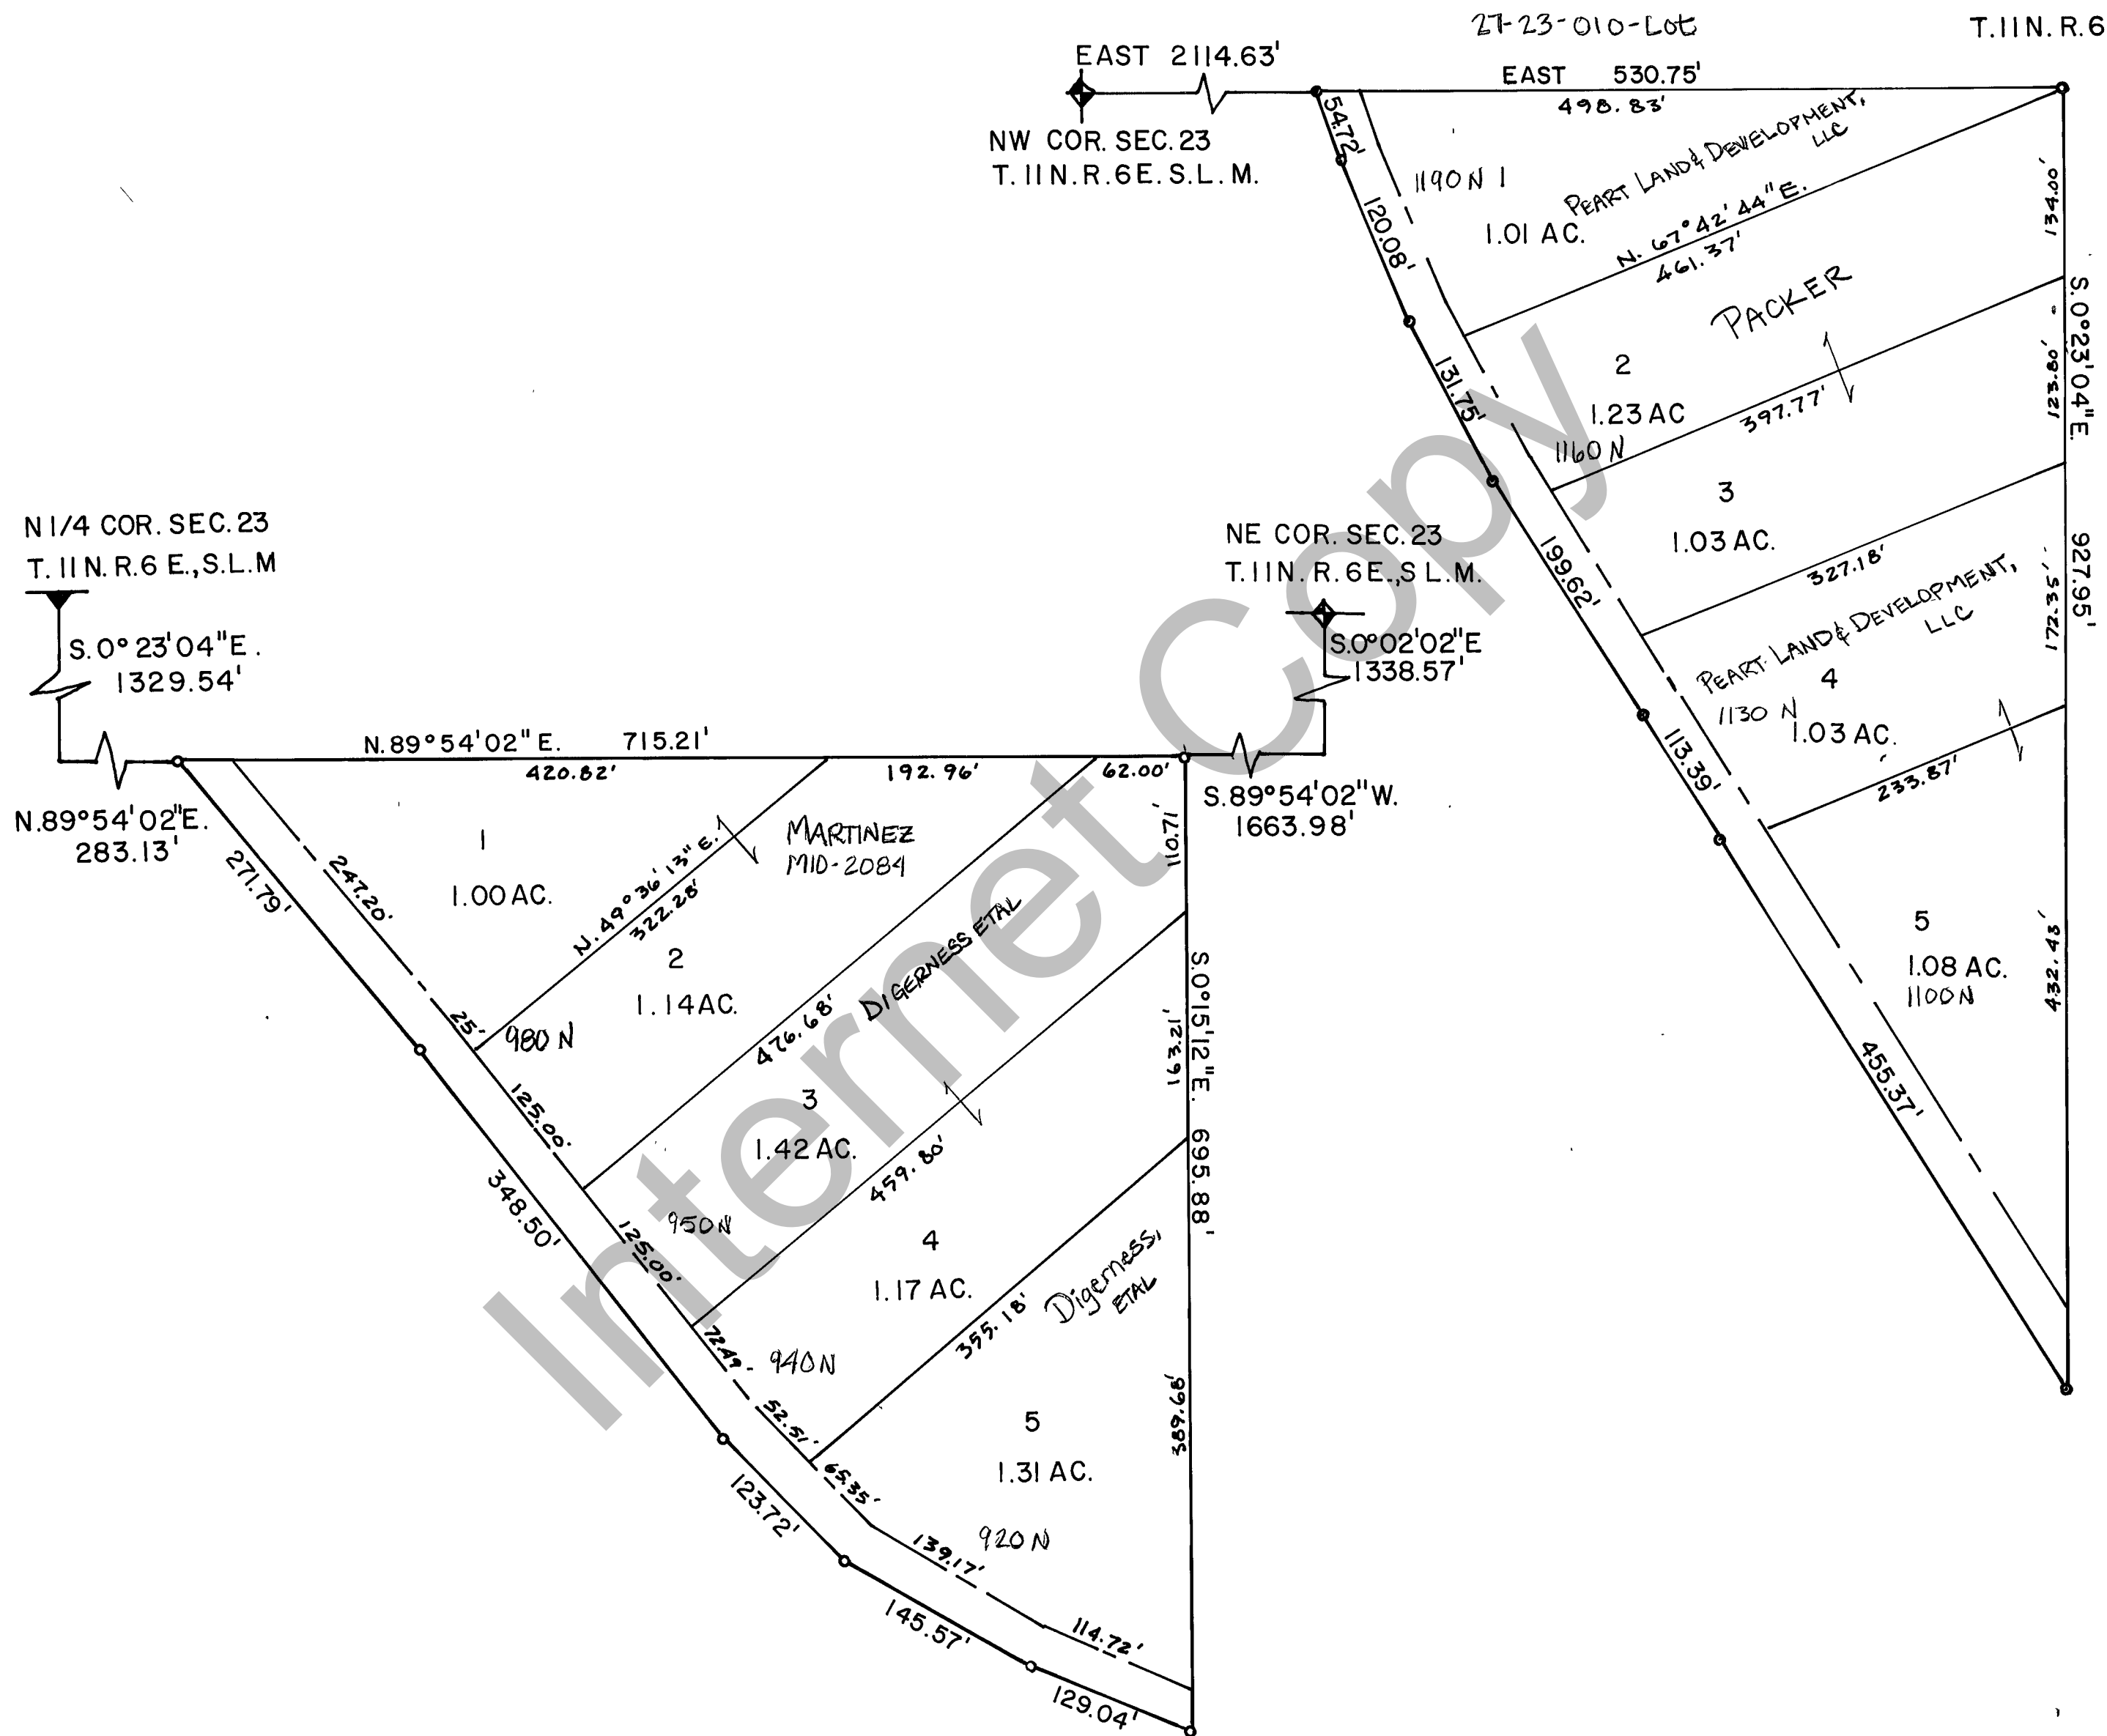 27-23-010-Lot
T.11N. R.6
EAST 2114.63'
EAST 530.75'
498.83'
NW COR. SEC. 23
T. 11N. R. 6E. S.L.M.
54.72'
120.08'
131.75'
199.62'
113.39'
455.37'
1190 N 1
1.01 AC.
PEART LAND & DEVELOPMENT,
LLC
N. 67° 42' 44" E.
461.37'
134.00'
S. 0° 23' 04" E.
927.95'
PACKER
2
1.23 AC
123.80'
1160 N
397.77'
3
1.03 AC.
327.18'
172.35'
PEART LAND & DEVELOPMENT,
LLC
4
1130 N
1.03 AC.
233.87'
5
1.08 AC.
1100 N
432.43'
N 1/4 COR. SEC. 23
T. 11 N. R. 6 E., S.L.M
S. 0° 23' 04" E.
1329.54'
N. 89° 54' 02" E.
283.13'
NE COR. SEC. 23
T. 11N. R. 6E., S L.M.
S. 0° 02' 02" E
1338.57'
S. 89° 54' 02" W.
1663.98'
N. 89° 54' 02" E. 715.21'
420.82'
192.96'
62.00'
110.71'
271.79'
247.20'
1
1.00 AC.
N. 49° 36' 13" E.
322.28'
MARTINEZ
MID-2084
2
1.14 AC.
25'
980 N
125.00'
476.68'
DIGERNESS ETAL
163.21'
S. 0° 15' 12" E. 695.88'
3
1.42 AC.
348.50'
950 N
125.00'
459.80'
4
1.17 AC.
72.49'
940 N
355.18'
Digerness,
ETAL
389.68'
52.51'
5
1.31 AC.
65.35'
920 N
123.72'
139.17'
145.57'
114.72'
129.04'
Internet Copy